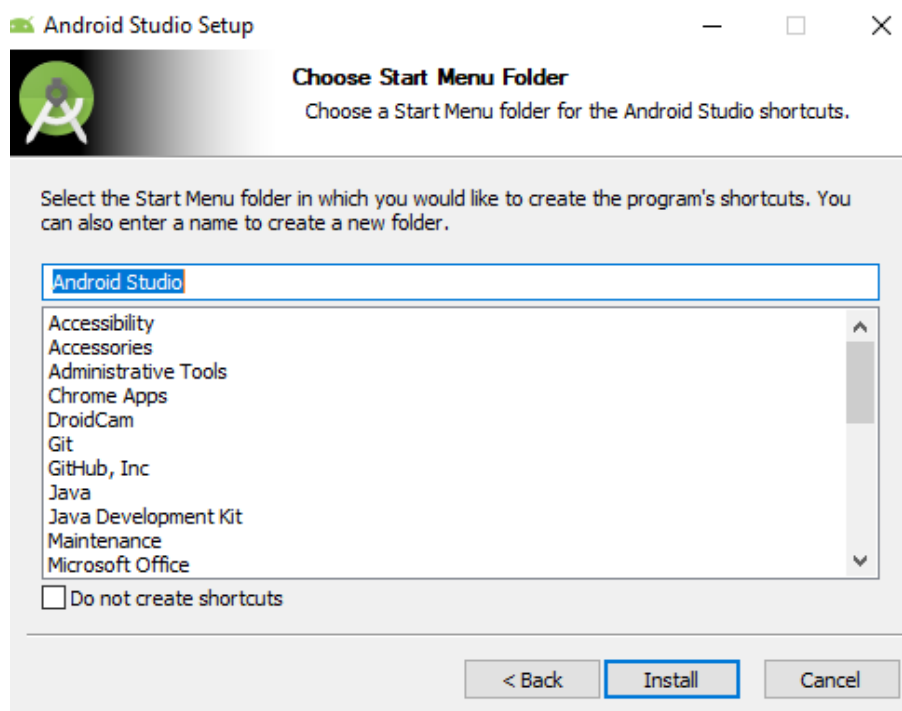 Android Studio Setup
Choose Start Menu Folder
Choose a Start Menu folder for the Android Studio shortcuts.
Select the Start Menu folder in which you would like to create the program's shortcuts. You
can also enter a name to create a new folder.
Android Studio
Accessibility
Accessories
Administrative Tools
Chrome Apps
DroidCam
Git
GitHub, Inc
Java
Java Development Kit
Maintenance
Microsoft Office
Do not create shortcuts
< Back Install Cancel